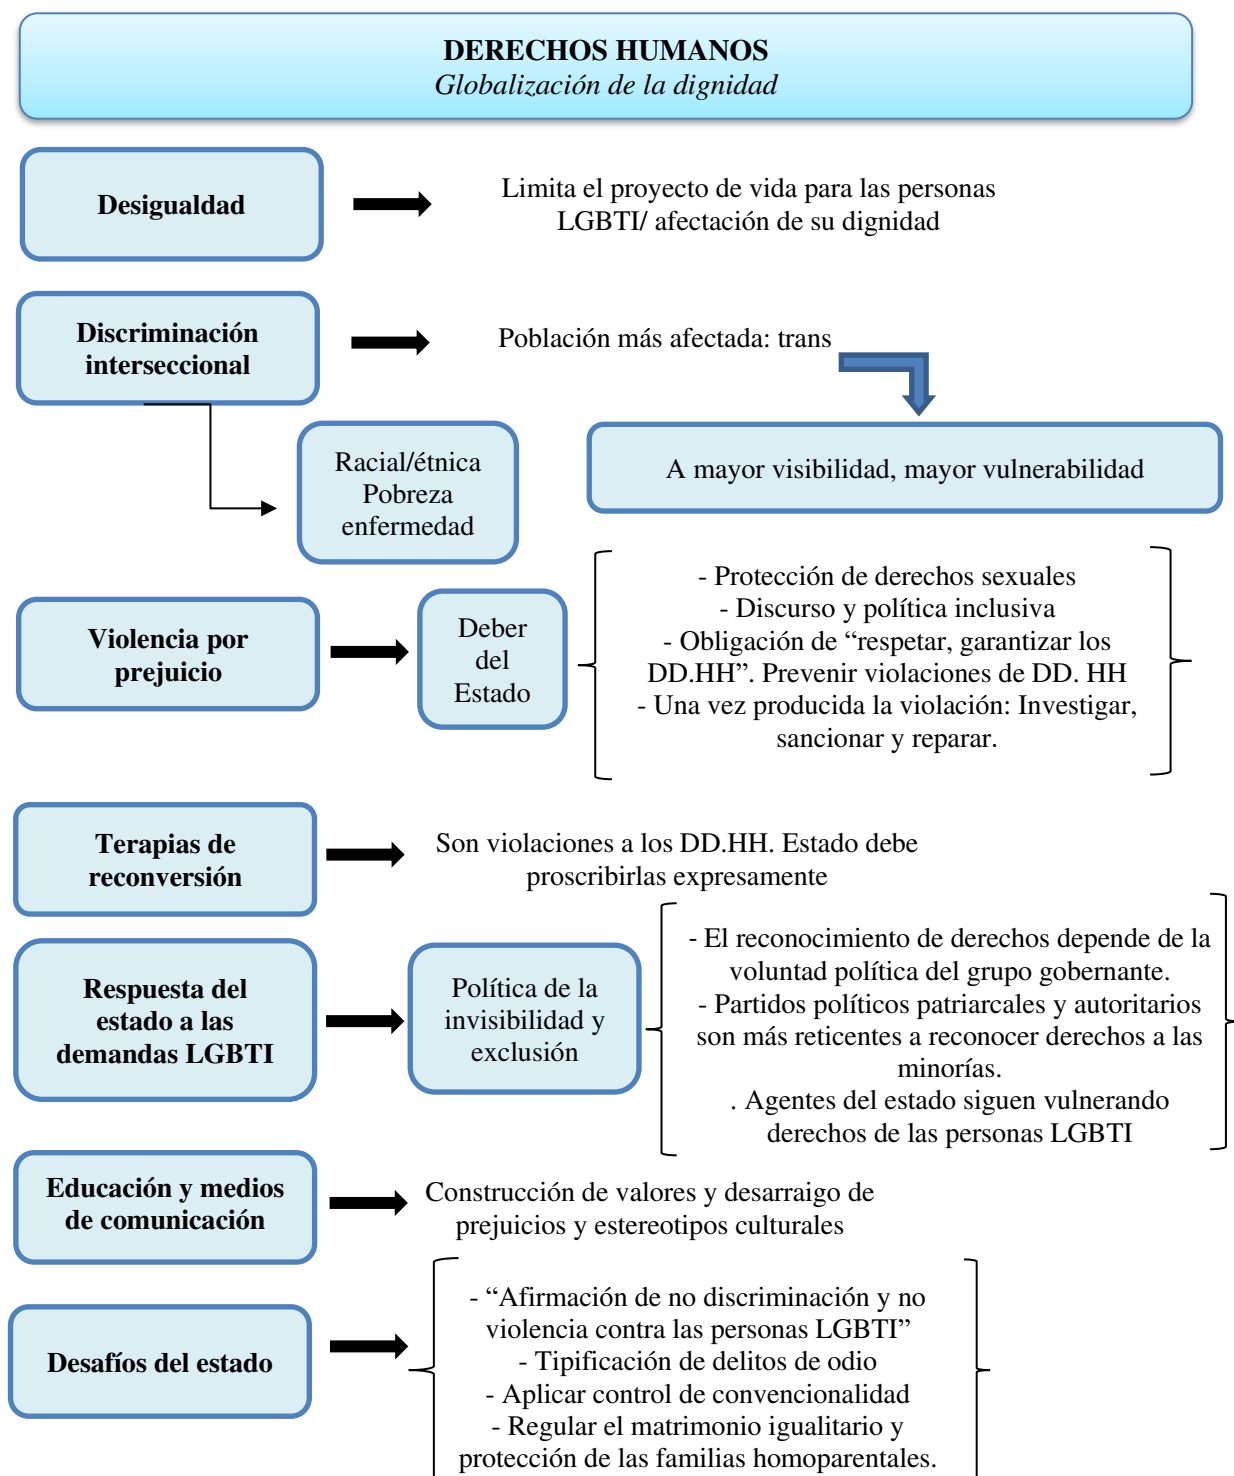 DERECHOS HUMANOS
Globalización de la dignidad
Desigualdad
Limita el proyecto de vida para las personas
LGBTI/ afectación de su dignidad
Discriminación
interseccional
Población más afectada: trans
Racial/étnica
Pobreza
enfermedad
A mayor visibilidad, mayor vulnerabilidad
Violencia por
prejuicio
Deber
del
Estado
- Protección de derechos sexuales
- Discurso y política inclusiva
- Obligación de “respetar, garantizar los
DD.HH”. Prevenir violaciones de DD. HH
- Una vez producida la violación: Investigar,
sancionar y reparar.
Terapias de
reconversión
Son violaciones a los DD.HH. Estado debe
proscribirlas expresamente
Respuesta del
estado a las
demandas LGBTI
Política de la
invisibilidad y
exclusión
- El reconocimiento de derechos depende de la
voluntad política del grupo gobernante.
- Partidos políticos patriarcales y autoritarios
son más reticentes a reconocer derechos a las
minorías.
. Agentes del estado siguen vulnerando
derechos de las personas LGBTI
Educación y medios
de comunicación
Construcción de valores y desarraigo de
prejuicios y estereotipos culturales
Desafíos del estado
- “Afirmación de no discriminación y no
violencia contra las personas LGBTI”
- Tipificación de delitos de odio
- Aplicar control de convencionalidad
- Regular el matrimonio igualitario y
protección de las familias homoparentales.